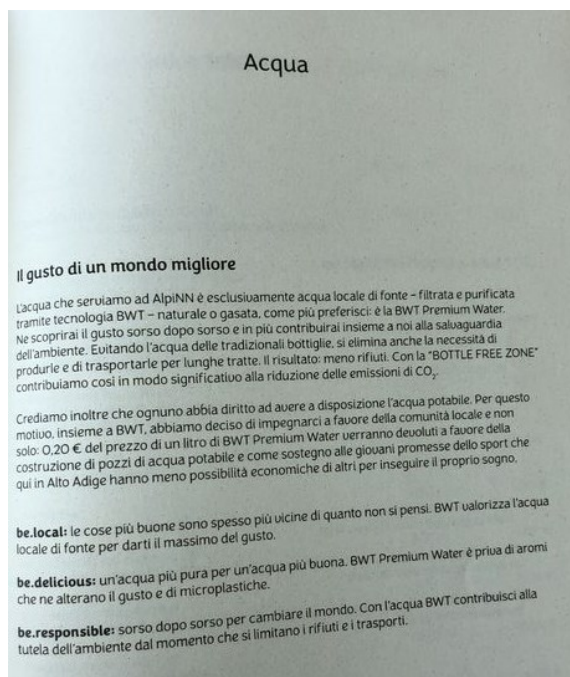 Acqua
Il gusto di un mondo migliore
L'acqua che serviamo ad AlpiNN è esclusivamente acqua locale di fonte – filtrata e purificata
tramite tecnologia BWT – naturale o gasata, come più preferisci: è la BWT Premium Water.
Ne scoprirai il gusto sorso dopo sorso e in più contribuirai insieme a noi alla salvaguardia
dell'ambiente. Evitando l'acqua delle tradizionali bottiglie, si elimina anche la necessità di
produrle e di trasportarle per lunghe tratte. Il risultato: meno rifiuti. Con la "BOTTLE FREE ZONE"
contribuiamo così in modo significativo alla riduzione delle emissioni di CO₂.
Crediamo inoltre che ognuno abbia diritto ad avere a disposizione l'acqua potabile. Per questo
motivo, insieme a BWT, abbiamo deciso di impegnarci a favore della comunità locale e non
solo: 0,20 € del prezzo di un litro di BWT Premium Water verranno devoluti a favore della
costruzione di pozzi di acqua potabile e come sostegno alle giovani promesse dello sport che
qui in Alto Adige hanno meno possibilità economiche di altri per inseguire il proprio sogno.
be.local: le cose più buone sono spesso più vicine di quanto non si pensi. BWT valorizza l'acqua
locale di fonte per darti il massimo del gusto.
be.delicious: un'acqua più pura per un'acqua più buona. BWT Premium Water è priva di aromi
che ne alterano il gusto e di microplastiche.
be.responsible: sorso dopo sorso per cambiare il mondo. Con l'acqua BWT contribuisci alla
tutela dell'ambiente dal momento che si limitano i rifiuti e i trasporti.